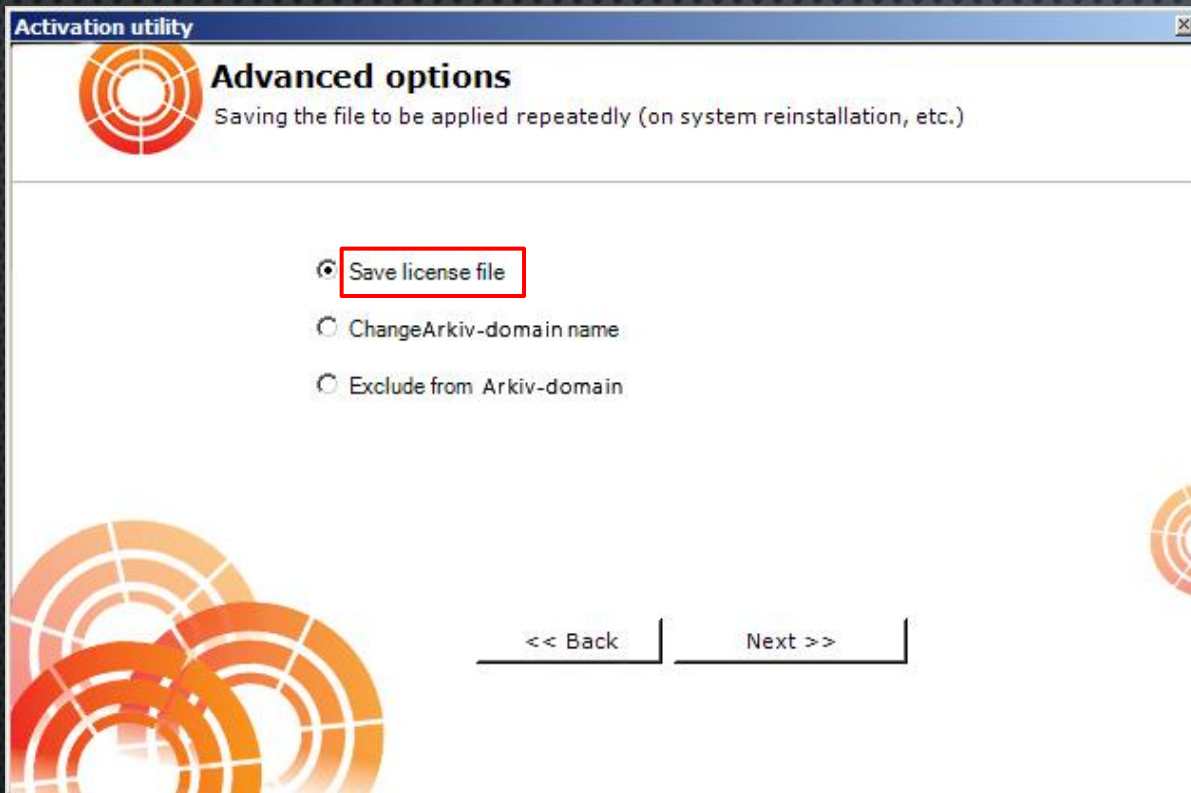 Activation utility
Advanced options
Saving the file to be applied repeatedly (on system reinstallation, etc.)
Save license file
ChangeArkiv-domain name
Exclude from Arkiv-domain
<< Back
Next >>